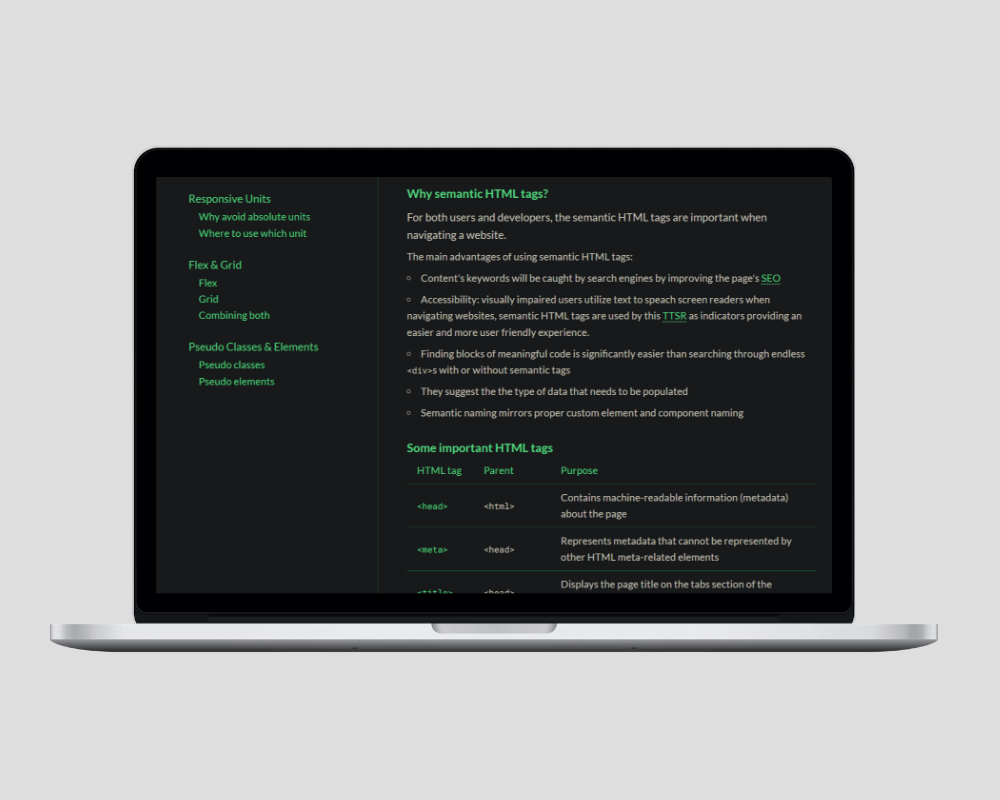 Responsive Units
Why avoid absolute units
Where to use which unit
Flex & Grid
Flex
Grid
Combining both
Pseudo Classes & Elements
Pseudo classes
Pseudo elements
Why semantic HTML tags?
For both users and developers, the semantic HTML tags are important when
navigating a website.
The main advantages of using semantic HTML tags:
Content's keywords will be caught by search engines by improving the page's SEO
Accessibility: visually impaired users utilize text to speach screen readers when
navigating websites, semantic HTML tags are used by this TTSR as indicators providing an
easier and more user friendly experience.
Finding blocks of meaningful code is significantly easier than searching through endless
<div>s with or without semantic tags
They suggest the the type of data that needs to be populated
Semantic naming mirrors proper custom element and component naming
Some important HTML tags
HTML tag Parent Purpose
<head> <html> Contains machine-readable information (metadata)
about the page
<meta> <head> Represents metadata that cannot be represented by
other HTML meta-related elements
<title> <head> Displays the page title on the tabs section of the